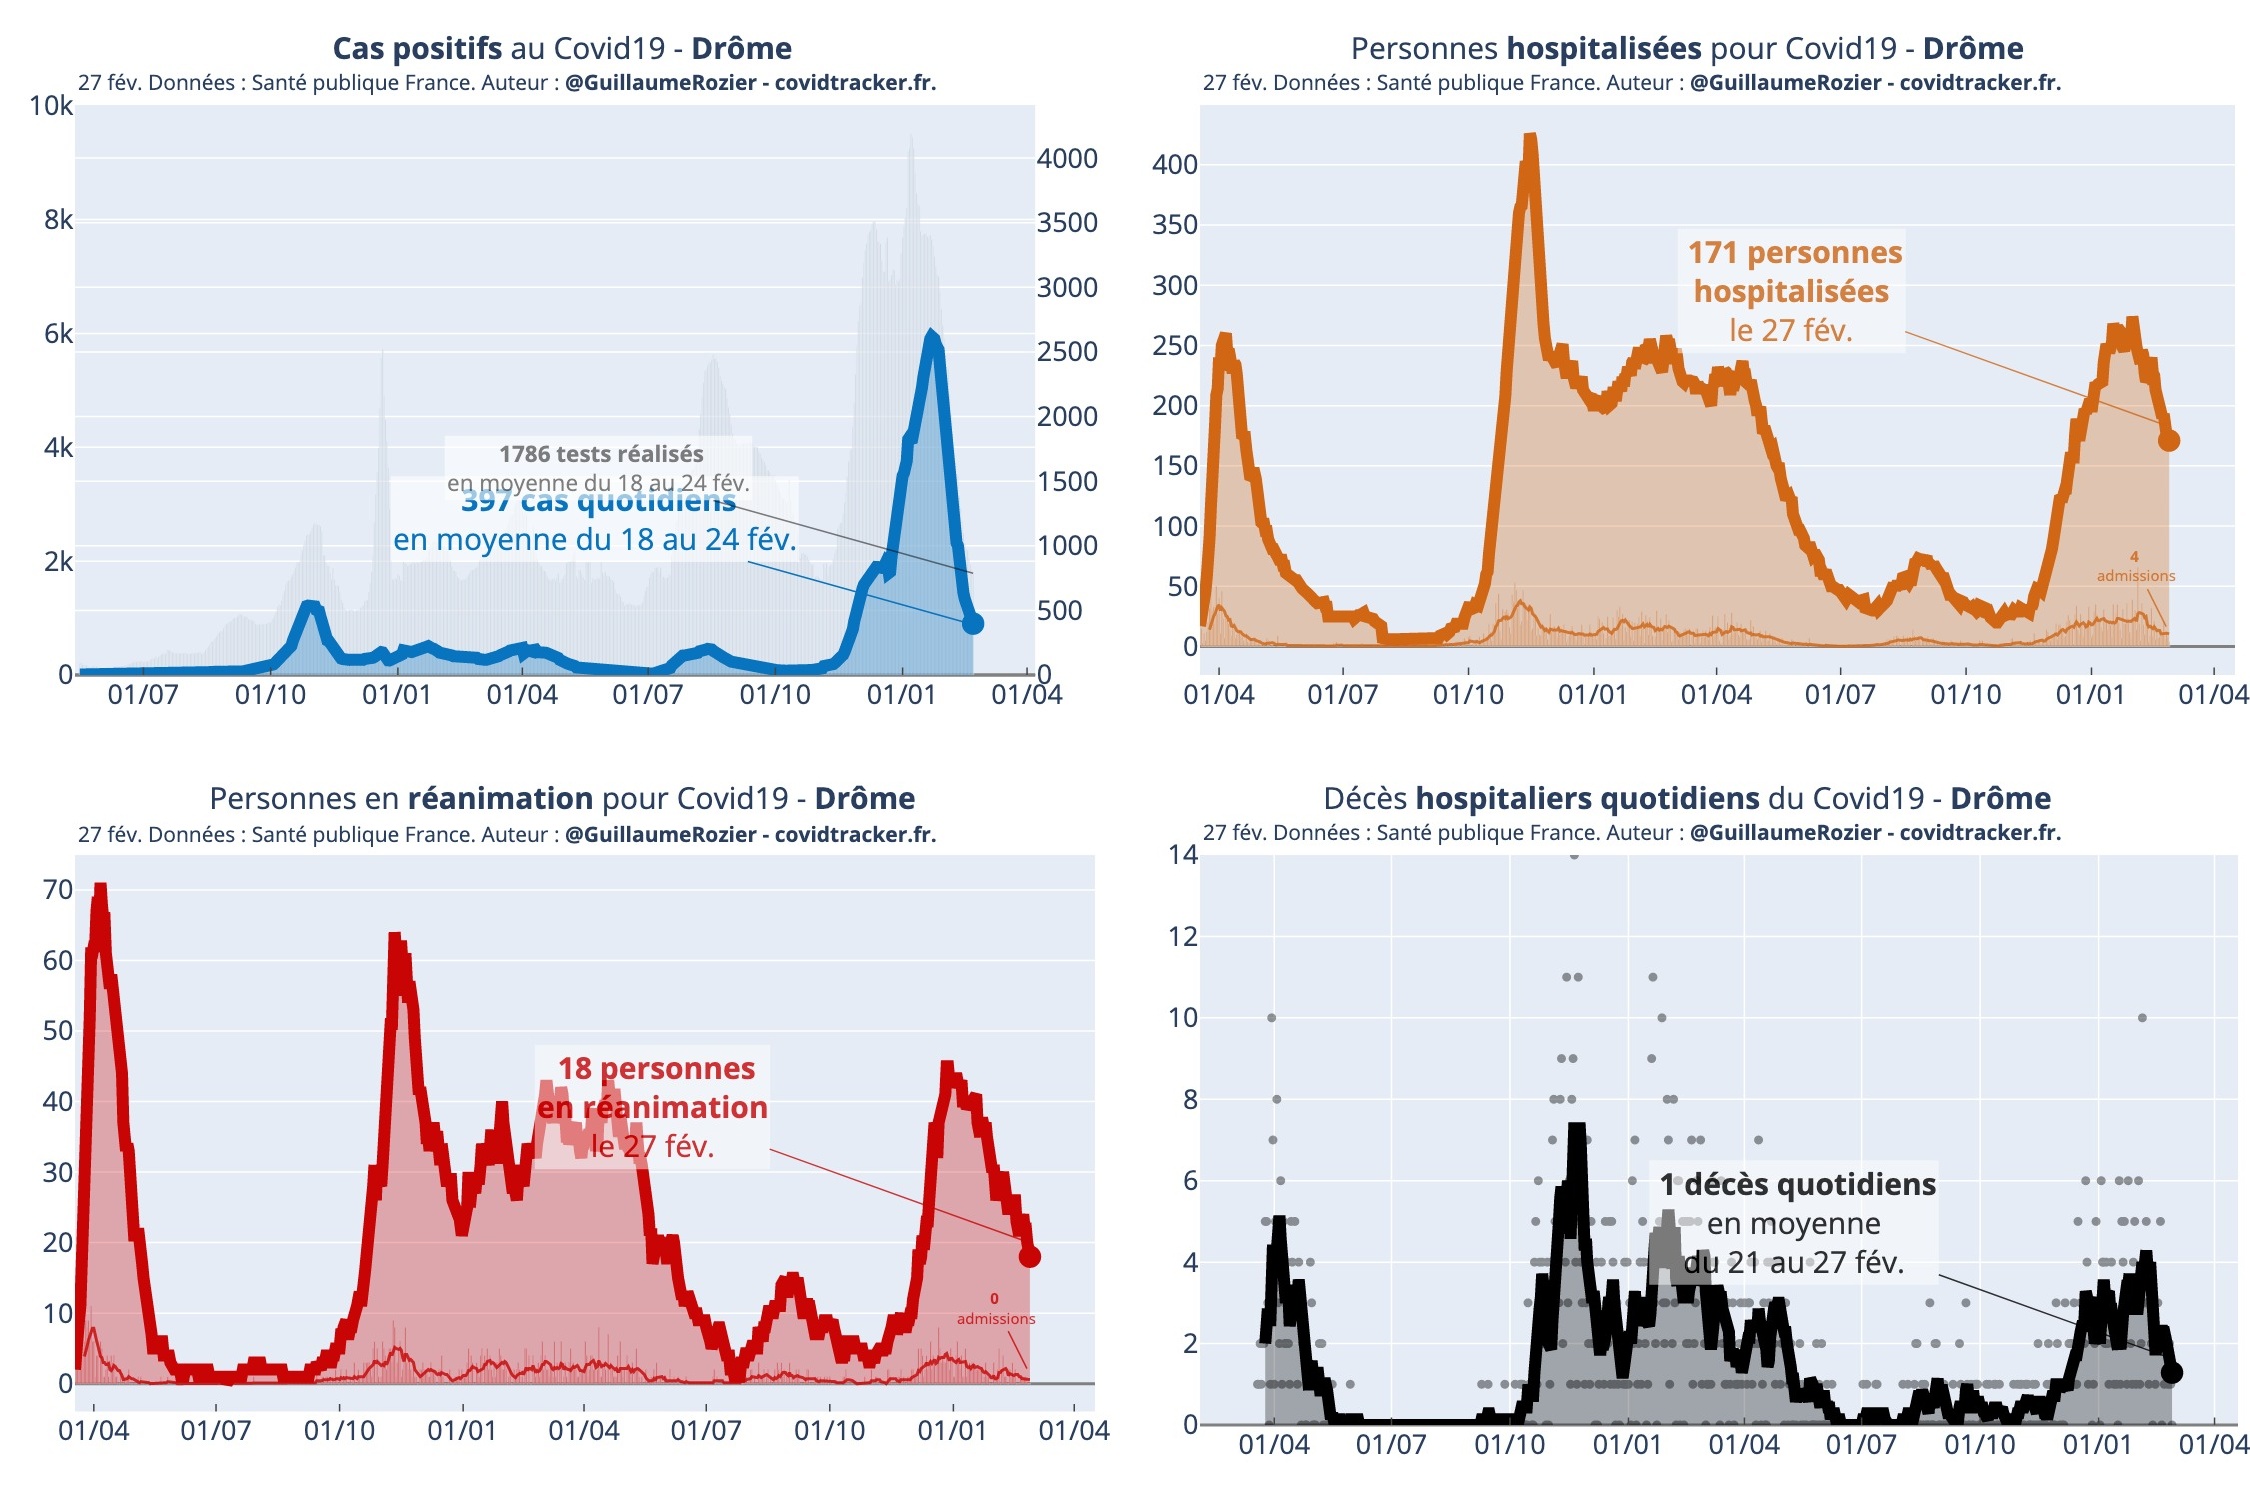 Cas positifs au Covid19 - Drôme
27 fév. Données : Santé publique France. Auteur : @GuillaumeRozier - covidtracker.fr.
10k
8k
6k
4k
2k
0
4000
3500
3000
2500
2000
1500
1000
500
0
1786 tests réalisés
en moyenne du 18 au 24 fév.
397 cas quotidiens
en moyenne du 18 au 24 fév.
01/07 01/10 01/01 01/04 01/07 01/10 01/01 01/04
Personnes hospitalisées pour Covid19 - Drôme
27 fév. Données : Santé publique France. Auteur : @GuillaumeRozier - covidtracker.fr.
400
350
300
250
200
150
100
50
0
171 personnes
hospitalisées
le 27 fév.
4
admissions
01/04 01/07 01/10 01/01 01/04 01/07 01/10 01/01 01/04
Personnes en réanimation pour Covid19 - Drôme
27 fév. Données : Santé publique France. Auteur : @GuillaumeRozier - covidtracker.fr.
70
60
50
40
30
20
10
0
18 personnes
en réanimation
le 27 fév.
0
admissions
01/04 01/07 01/10 01/01 01/04 01/07 01/10 01/01 01/04
Décès hospitaliers quotidiens du Covid19 - Drôme
27 fév. Données : Santé publique France. Auteur : @GuillaumeRozier - covidtracker.fr.
14
12
10
8
6
4
2
0
1 décès quotidiens
en moyenne
du 21 au 27 fév.
01/04 01/07 01/10 01/01 01/04 01/07 01/10 01/01 01/04